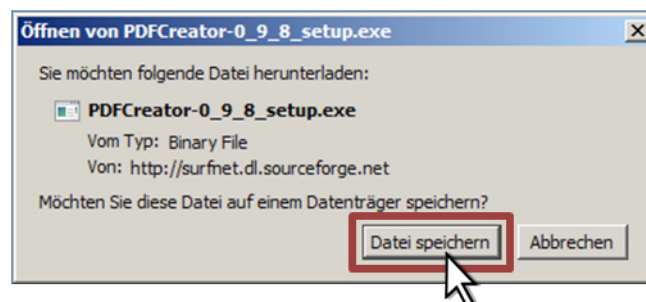 Öffnen von PDFCreator-0_9_8_setup.exe
Sie möchten folgende Datei herunterladen:
PDFCreator-0_9_8_setup.exe
Vom Typ: Binary File
Von: http://surfnet.dl.sourceforge.net
Möchten Sie diese Datei auf einem Datenträger speichern?
Datei speichern Abbrechen